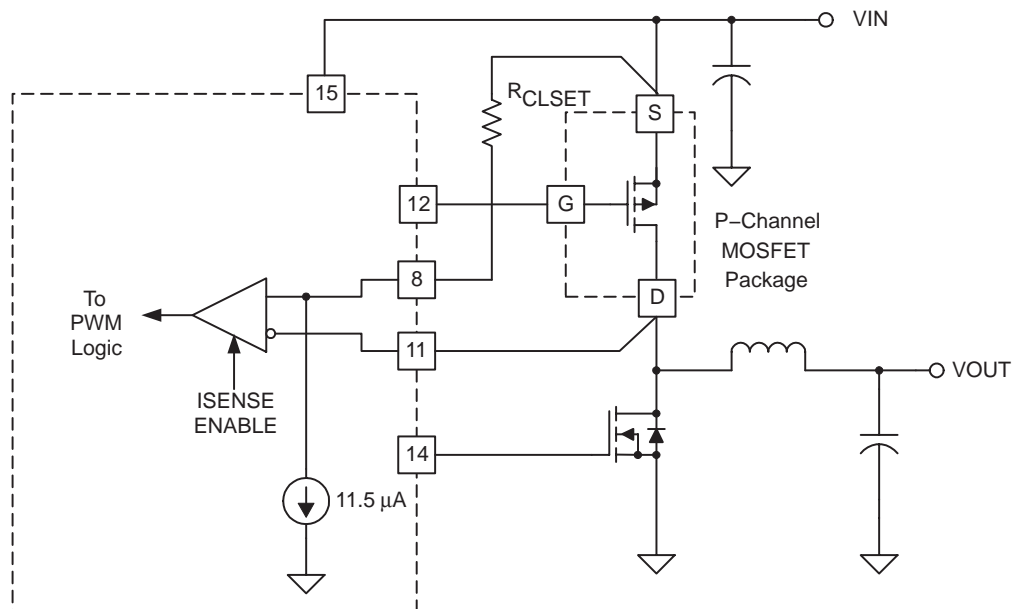 VIN
15
RCLSET
S
12
G
P−Channel
MOSFET
Package
8
D
To
PWM
Logic
11
VOUT
ISENSE
ENABLE
14
11.5 μA